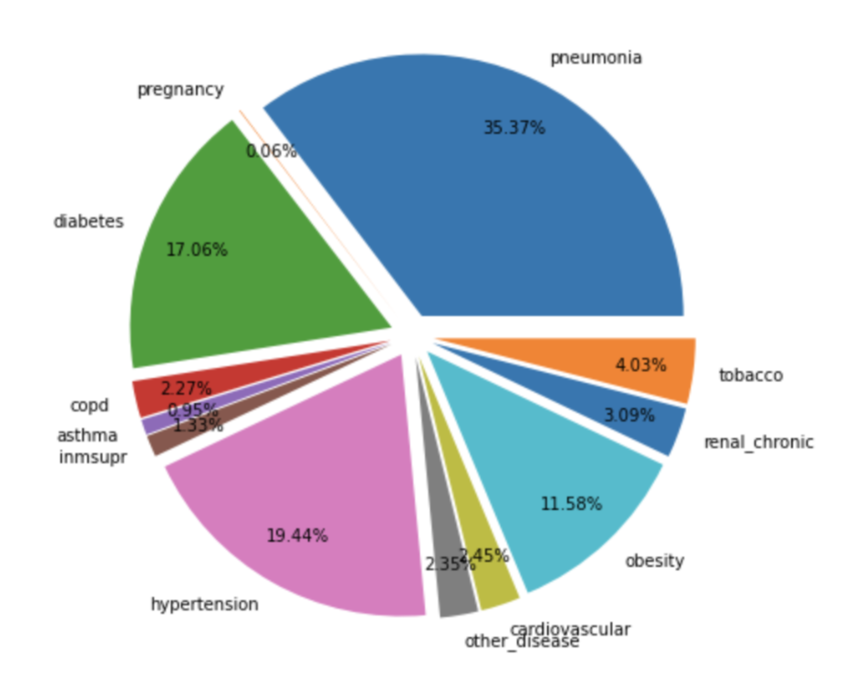 pneumonia
35.37%
pregnancy
0.06%
diabetes
17.06%
copd
2.27%
asthma
0.95%
inmsupr
1.33%
hypertension
19.44%
other_disease
2.35%
cardiovascular
2.45%
obesity
11.58%
renal_chronic
3.09%
tobacco
4.03%